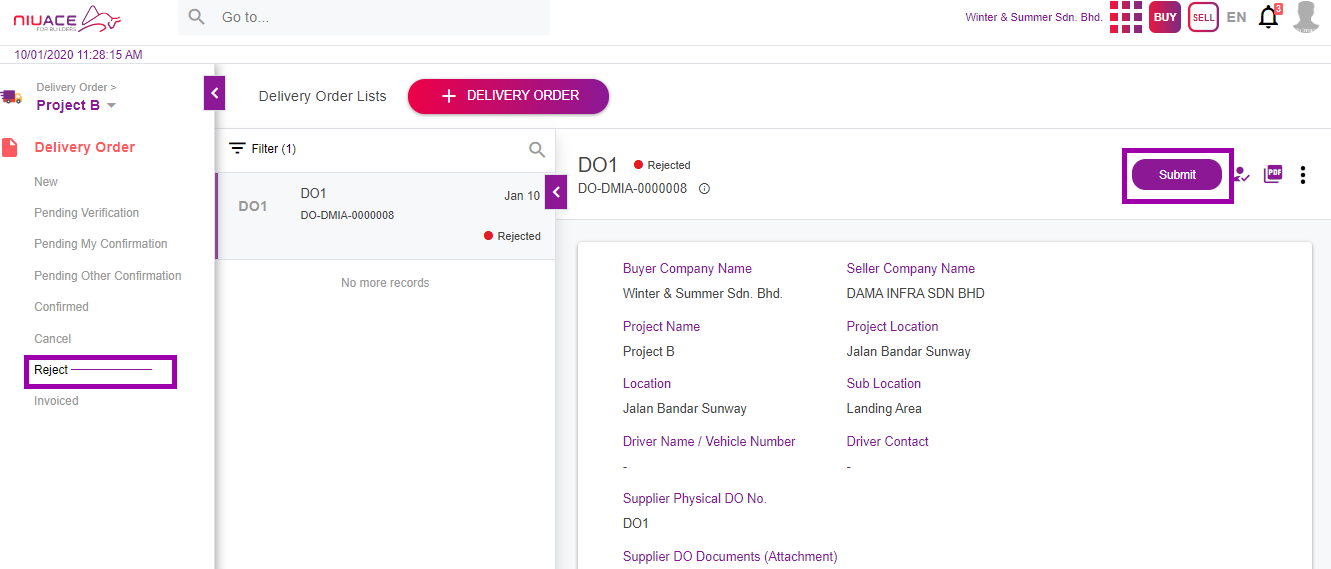 NIUACE
FOR BUILDERS
Go to...
Winter & Summer Sdn. Bhd.
BUY
SELL
EN
3
10/01/2020 11:28:15 AM
Delivery Order >
Project B
Delivery Order
New
Pending Verification
Pending My Confirmation
Pending Other Confirmation
Confirmed
Cancel
Reject
Invoiced
Delivery Order Lists
+ DELIVERY ORDER
Filter (1)
DO1
DO1
Jan 10
DO-DMIA-0000008
Rejected
No more records
DO1
Rejected
DO-DMIA-0000008
Submit
PDF
Buyer Company Name
Seller Company Name
Winter & Summer Sdn. Bhd.
DAMA INFRA SDN BHD
Project Name
Project Location
Project B
Jalan Bandar Sunway
Location
Sub Location
Jalan Bandar Sunway
Landing Area
Driver Name / Vehicle Number
Driver Contact
-
-
Supplier Physical DO No.
DO1
Supplier DO Documents (Attachment)